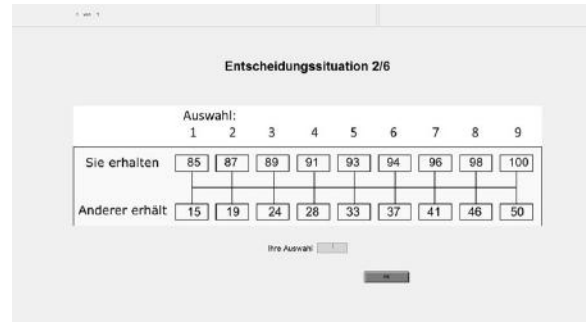 Entscheidungssituation 2/6
Auswahl:
1 2 3 4 5 6 7 8 9
Sie erhalten 85 87 89 91 93 94 96 98 100
Anderer erhält 15 19 24 28 33 37 41 46 50
Ihre Auswahl